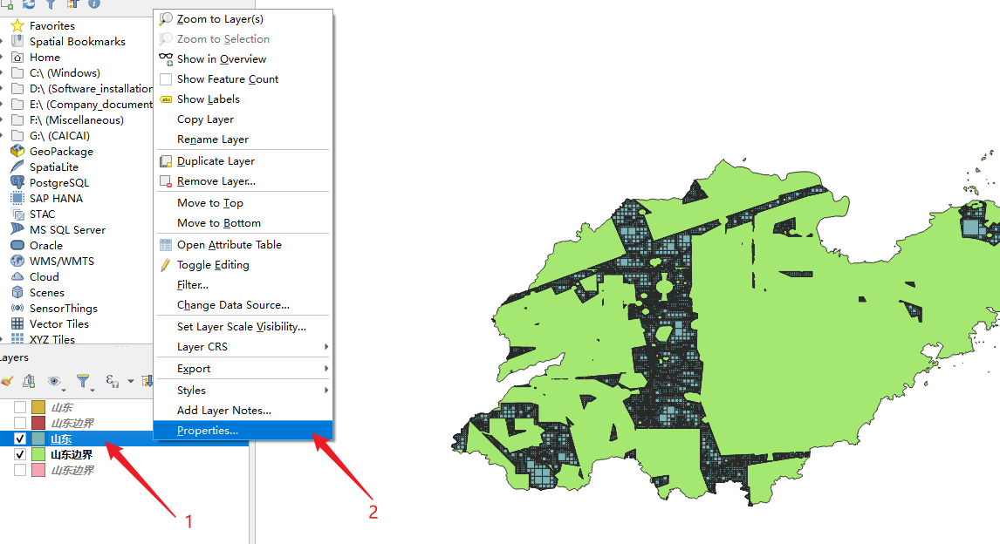 Favorites
Spatial Bookmarks
Home
C:\ (Windows)
D:\ (Software_installation
E:\ (Company_document
F:\ (Miscellaneous)
G:\ (CAICAI)
GeoPackage
SpatiaLite
PostgreSQL
SAP HANA
STAC
MS SQL Server
Oracle
WMS/WMTS
Cloud
Scenes
SensorThings
Vector Tiles
XYZ Tiles
ayers
山东
山东边界
山东
山东边界
山东边界
Zoom to Layer(s)
Zoom to Selection
Show in Overview
Show Feature Count
abc
Show Labels
Copy Layer
Rename Layer
Duplicate Layer
Remove Layer...
Move to Top
Move to Bottom
Open Attribute Table
Toggle Editing
Filter...
Change Data Source...
Set Layer Scale Visibility...
Layer CRS
Export
Styles
Add Layer Notes...
Properties...
1
2